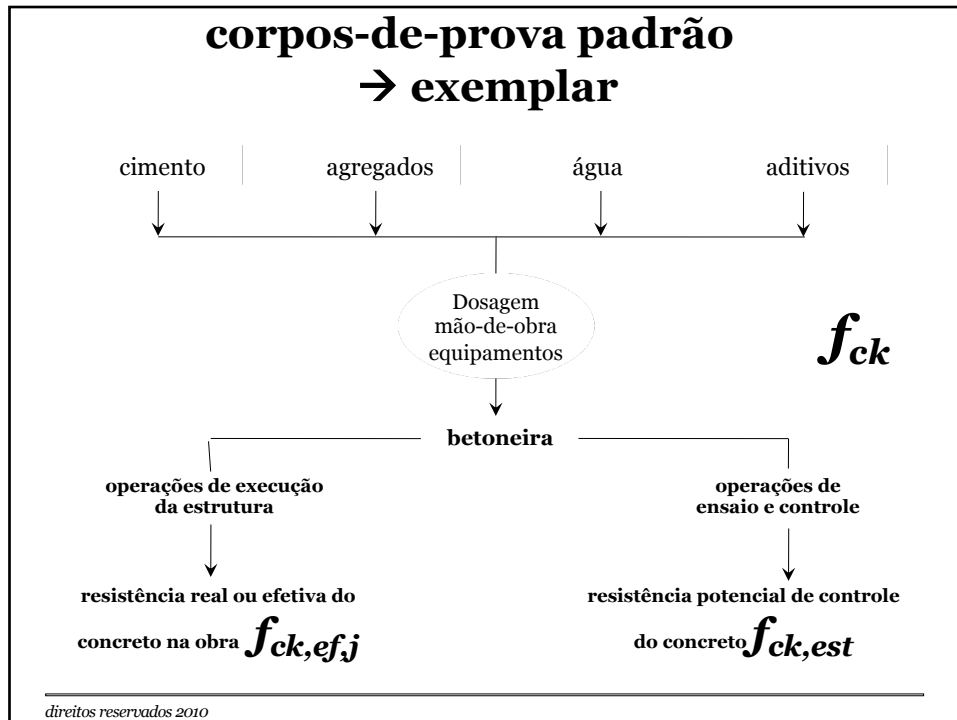 corpos-de-prova padrão
→ exemplar
cimento agregados água aditivos
Dosagem
mão-de-obra
equipamentos
fck
betoneira
operações de execução
da estrutura
operações de
ensaio e controle
resistência real ou efetiva do
concreto na obra fck,ef,j
resistência potencial de controle
do concreto fck,est
direitos reservados 2010